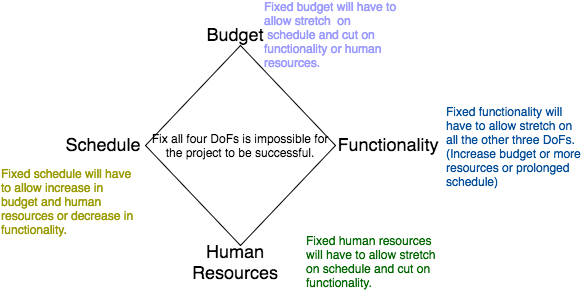 Fixed budget will have to
allow stretch on
schedule and cut on
functionality or human
resources.
Budget
Fixed functionality will
have to allow stretch on
all the other three DoFs.
(Increase budget or more
resources or prolonged
schedule)
Schedule
Fix all four DoFs is impossible for
the project to be successful.
Functionality
Fixed schedule will have
to allow increase in
budget and human
resources or decrease in
functionality.
Human
Resources
Fixed human resources
will have to allow stretch
on schedule and cut on
functionality.